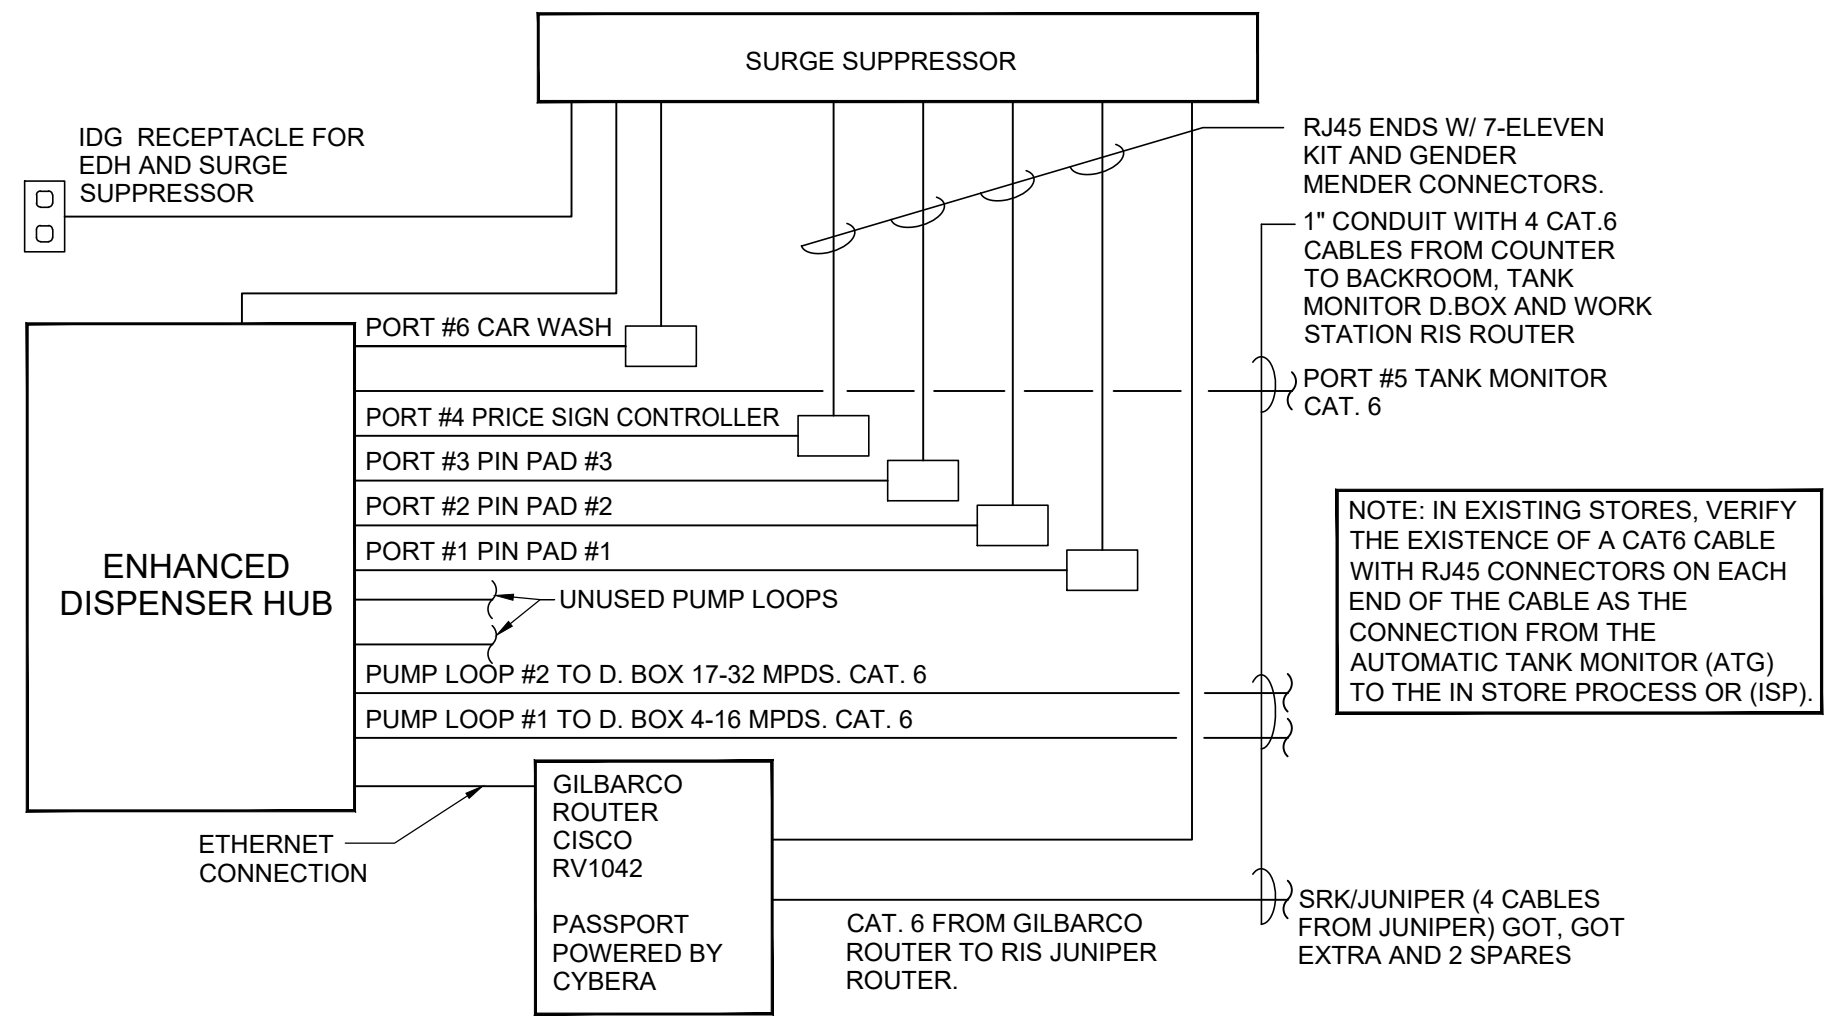 SURGE SUPPRESSOR
IDG RECEPTACLE FOR
EDH AND SURGE
SUPPRESSOR
RJ45 ENDS W/ 7-ELEVEN
KIT AND GENDER
MENDER CONNECTORS.
1" CONDUIT WITH 4 CAT.6
CABLES FROM COUNTER
TO BACKROOM, TANK
MONITOR D.BOX AND WORK
STATION RIS ROUTER
PORT #6 CAR WASH
PORT #5 TANK MONITOR
CAT. 6
PORT #4 PRICE SIGN CONTROLLER
PORT #3 PIN PAD #3
PORT #2 PIN PAD #2
PORT #1 PIN PAD #1
ENHANCED
DISPENSER HUB
UNUSED PUMP LOOPS
NOTE: IN EXISTING STORES, VERIFY
THE EXISTENCE OF A CAT6 CABLE
WITH RJ45 CONNECTORS ON EACH
END OF THE CABLE AS THE
CONNECTION FROM THE
AUTOMATIC TANK MONITOR (ATG)
TO THE IN STORE PROCESS OR (ISP).
PUMP LOOP #2 TO D. BOX 17-32 MPDS. CAT. 6
PUMP LOOP #1 TO D. BOX 4-16 MPDS. CAT. 6
GILBARCO
ROUTER
CISCO
RV1042
PASSPORT
POWERED BY
CYBERA
ETHERNET
CONNECTION
CAT. 6 FROM GILBARCO
ROUTER TO RIS JUNIPER
ROUTER.
SRK/JUNIPER (4 CABLES
FROM JUNIPER) GOT, GOT
EXTRA AND 2 SPARES